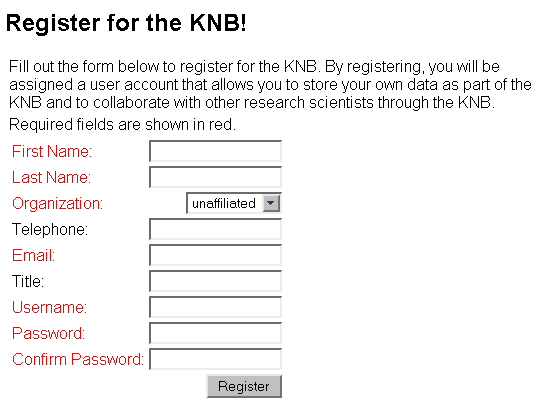 Register for the KNB!
Fill out the form below to register for the KNB. By registering, you will be
assigned a user account that allows you to store your own data as part of the
KNB and to collaborate with other research scientists through the KNB.
Required fields are shown in red.
First Name:
Last Name:
Organization: unaffiliated
Telephone:
Email:
Title:
Username:
Password:
Confirm Password:
Register